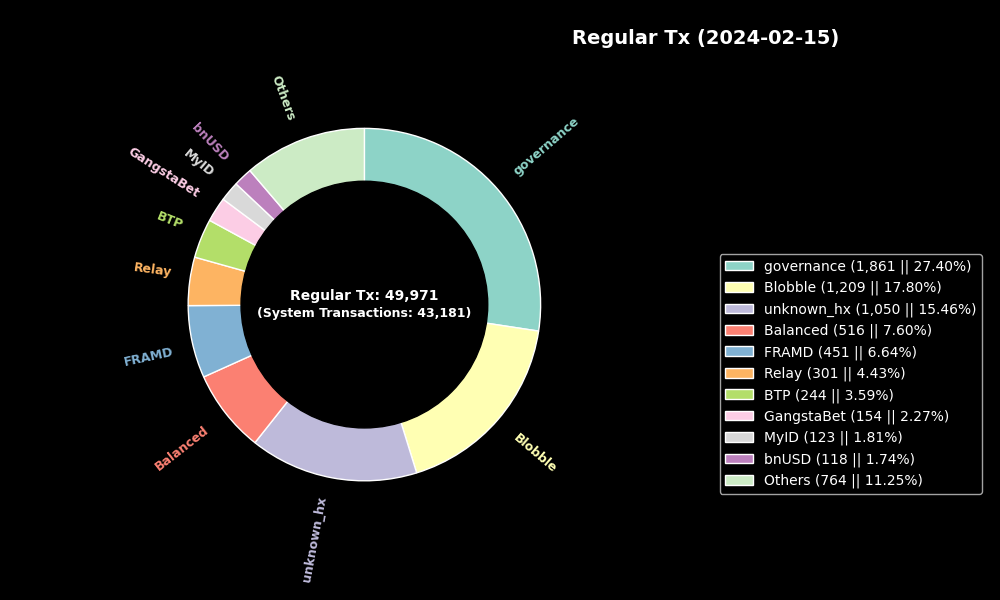 Regular Tx (2024-02-15)
Others
governance
bnUSD
MyID
GangstaBet
BTP
Relay
FRAMD
Balanced
unknown_hx
Blobble
Regular Tx: 49,971
(System Transactions: 43,181)
governance (1,861 || 27.40%)
Blobble (1,209 || 17.80%)
unknown_hx (1,050 || 15.46%)
Balanced (516 || 7.60%)
FRAMD (451 || 6.64%)
Relay (301 || 4.43%)
BTP (244 || 3.59%)
GangstaBet (154 || 2.27%)
MyID (123 || 1.81%)
bnUSD (118 || 1.74%)
Others (764 || 11.25%)